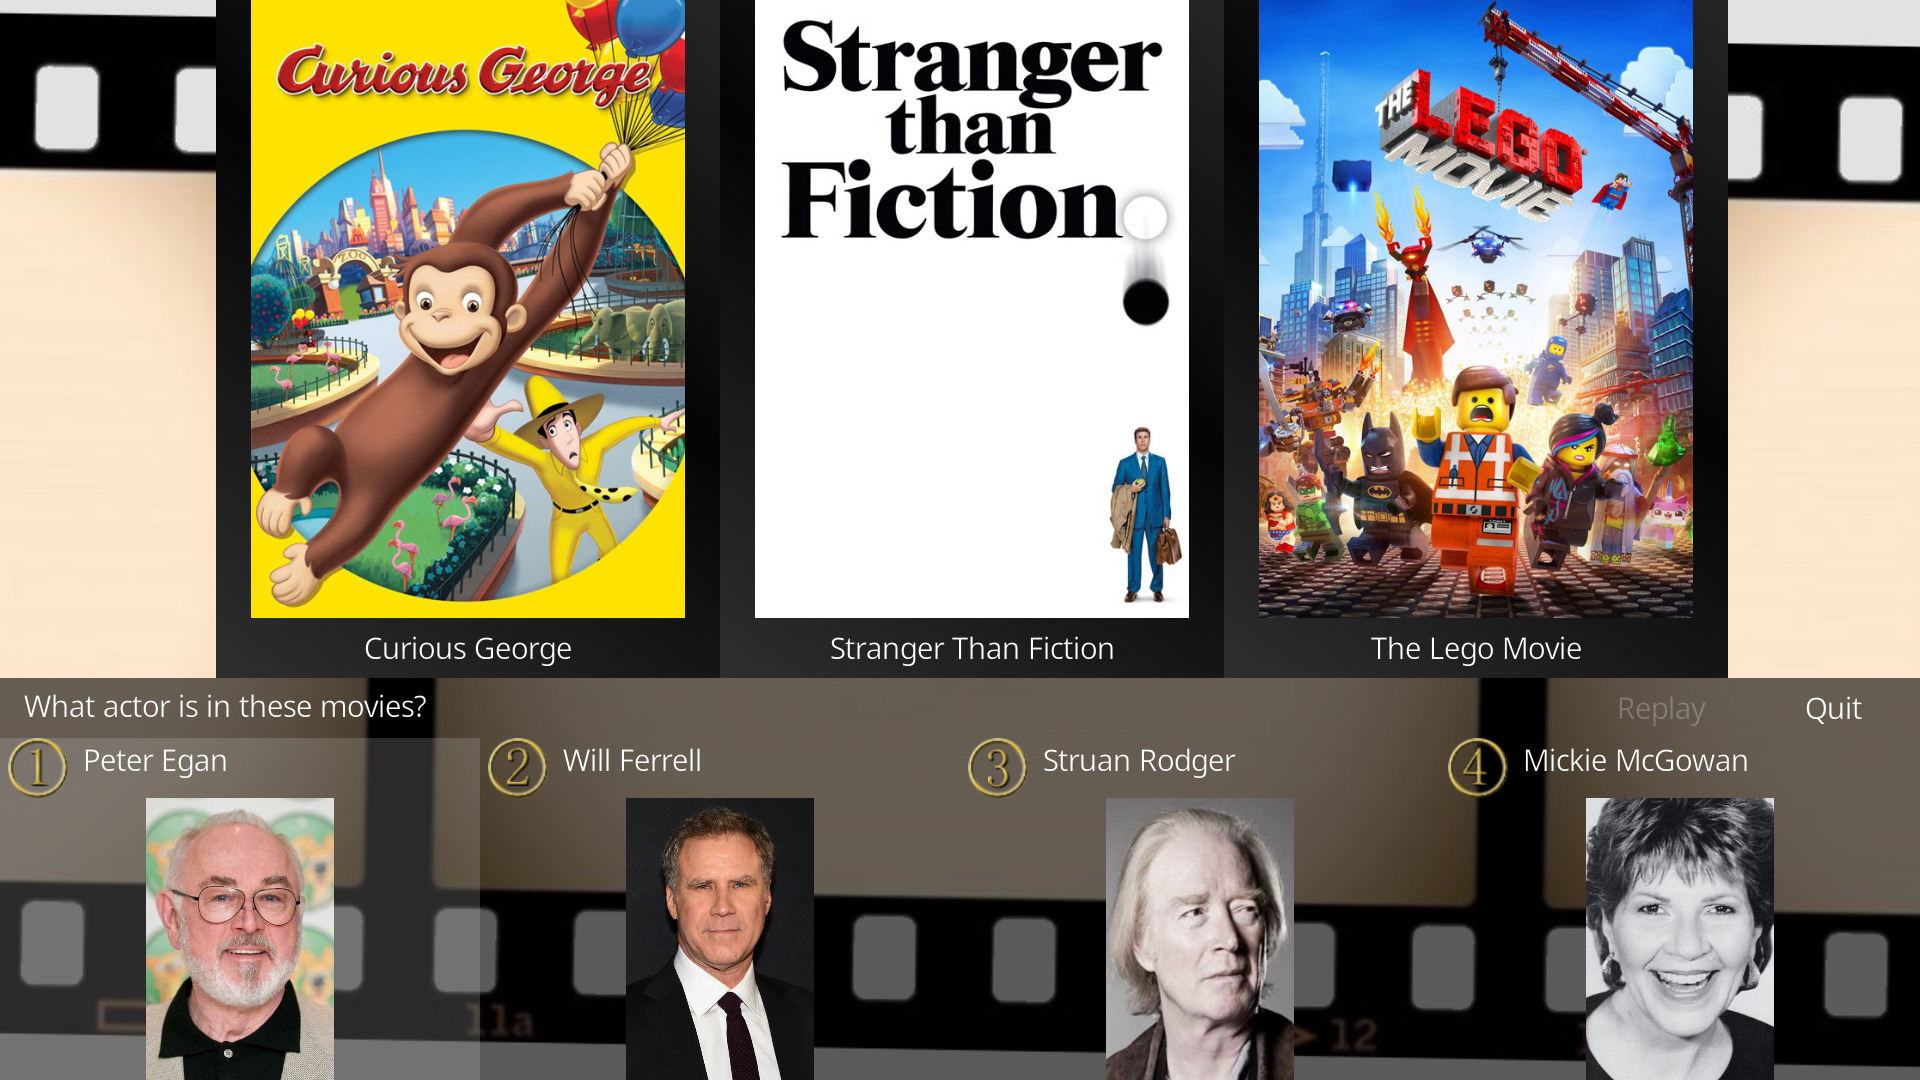 Curious George
Stranger
than
Fiction
THE
LEGO
MOVIE
ZOO
Curious George
Stranger Than Fiction
The Lego Movie
What actor is in these movies?
Replay
Quit
1 Peter Egan
2 Will Ferrell
3 Struan Rodger
4 Mickie McGowan
11a
12